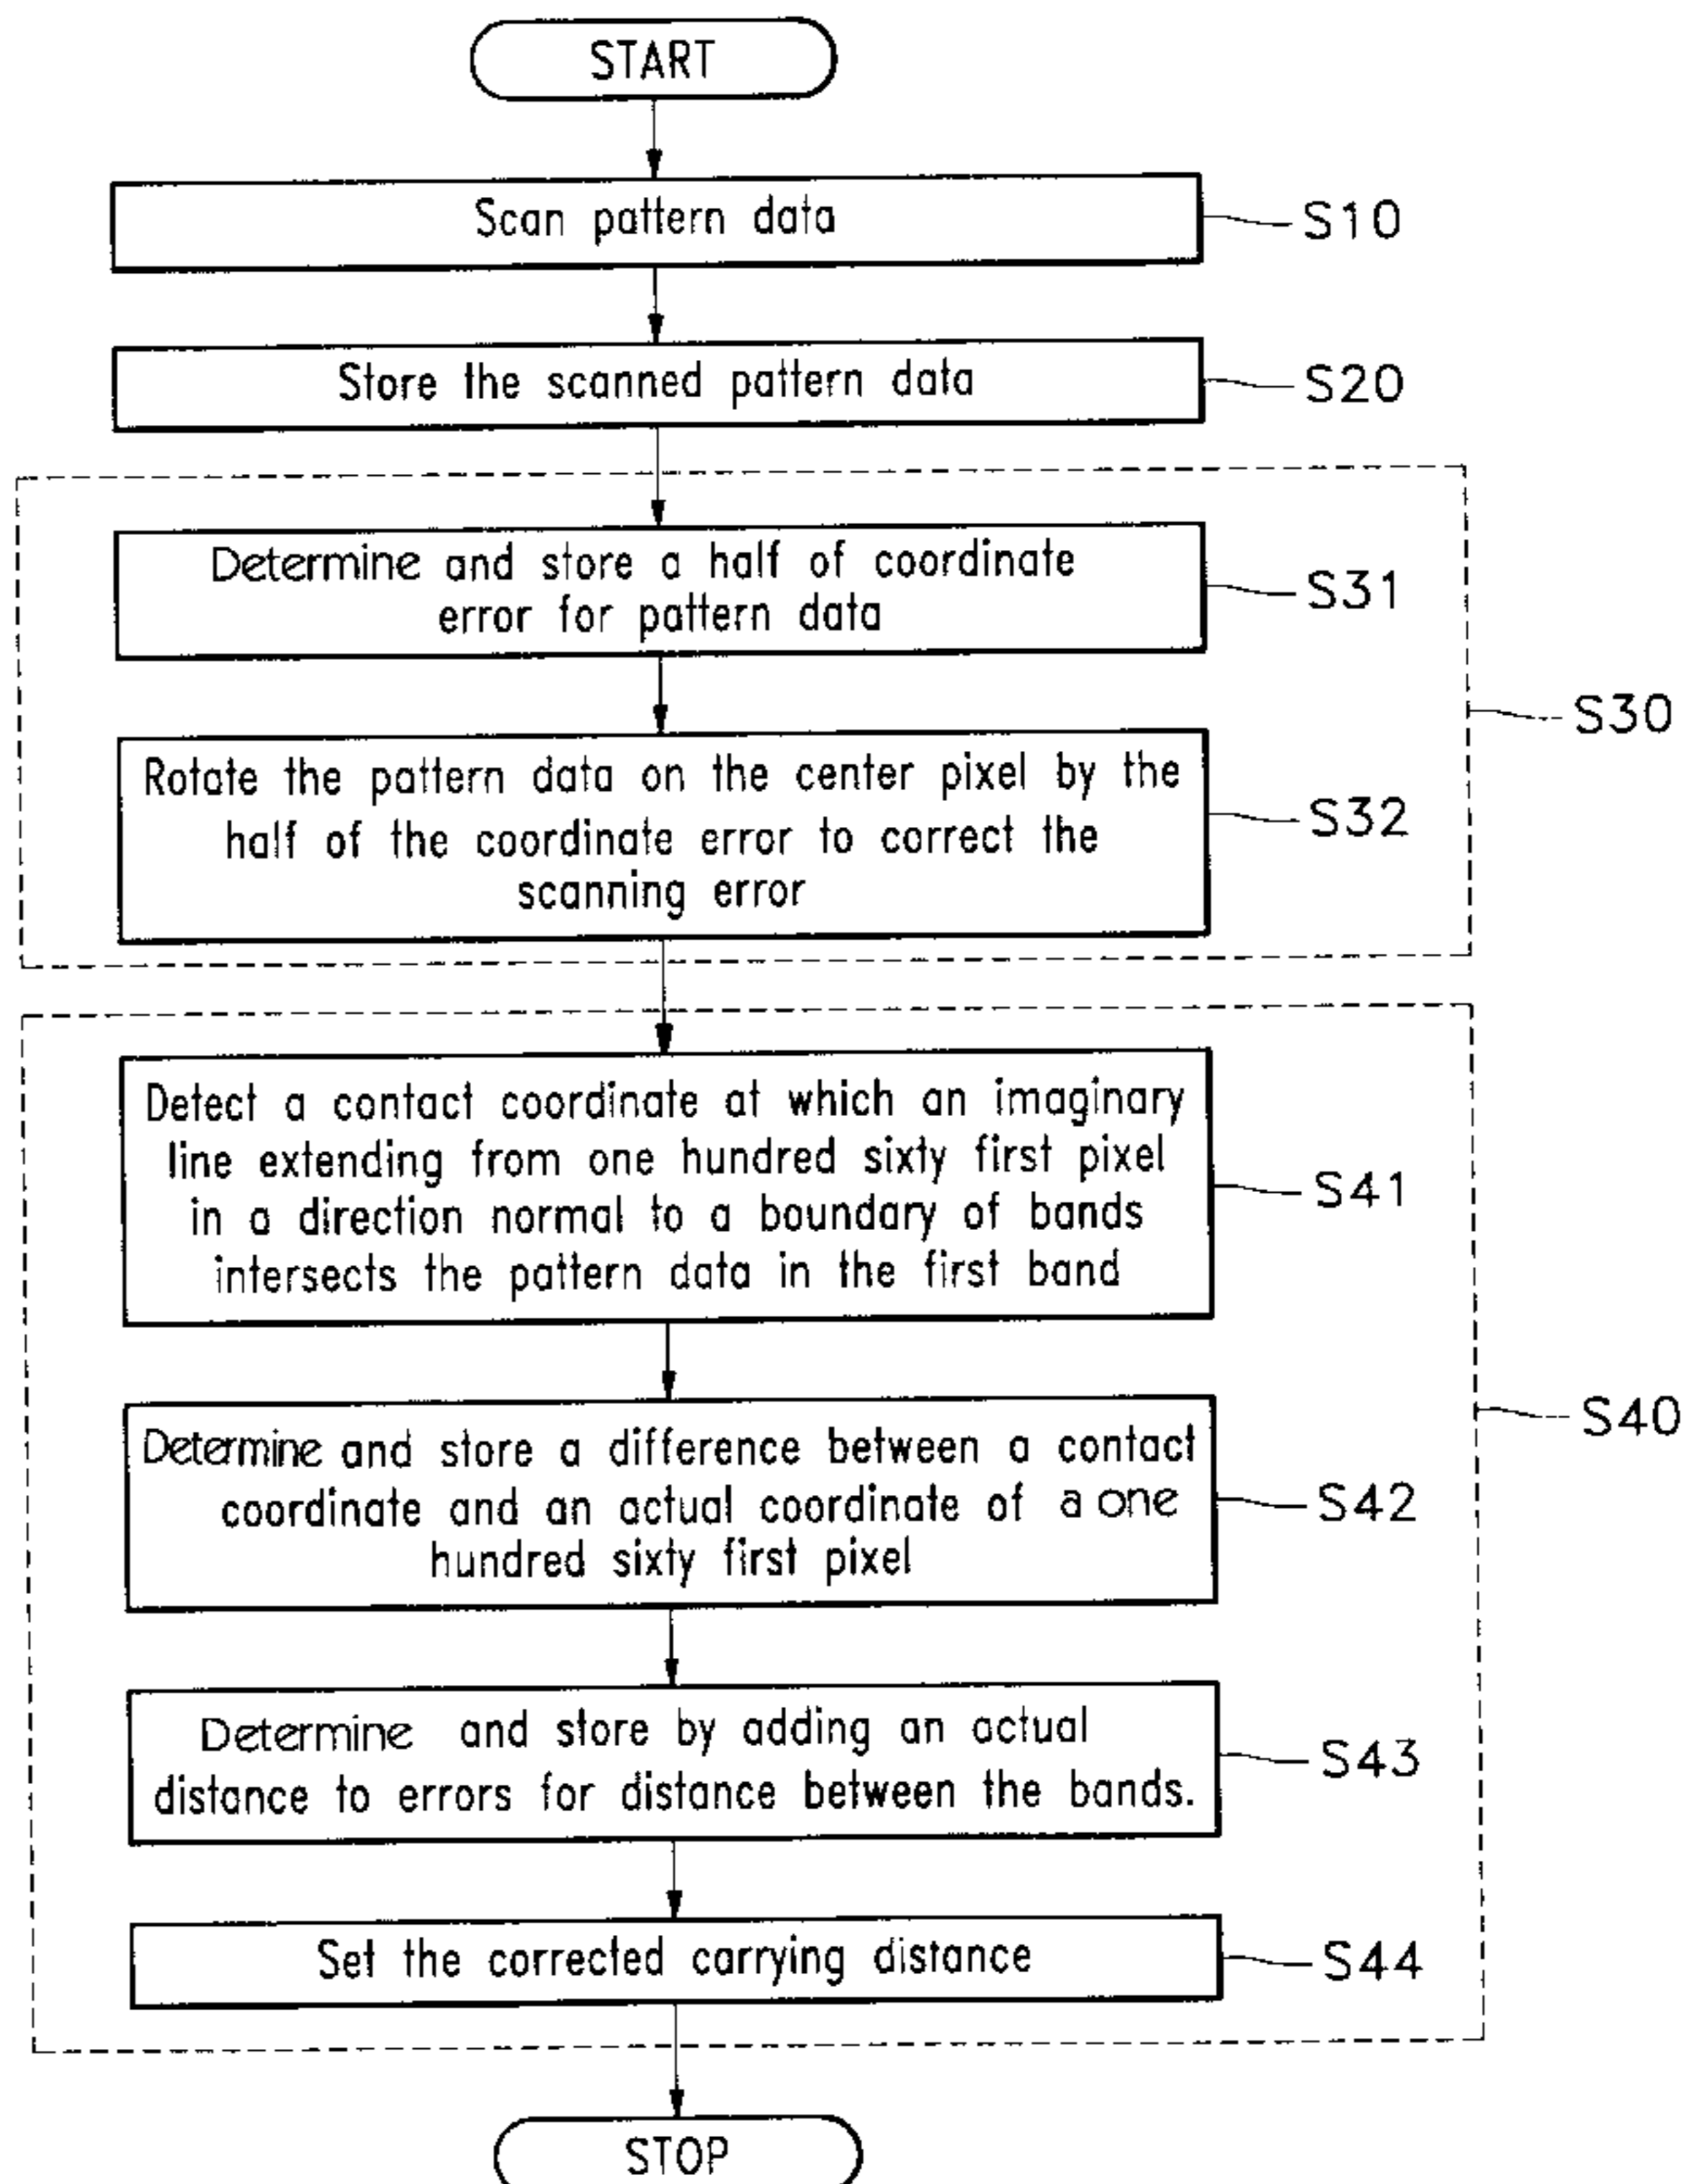 START
Scan pattern data
S10
Store the scanned pattern data
S20
Determine and store a half of coordinate
error for pattern data
S31
S30
Rotate the pattern data on the center pixel by the
half of the coordinate error to correct the
scanning error
S32
Detect a contact coordinate at which an imaginary
line extending from one hundred sixty first pixel
in a direction normal to a boundary of bands
intersects the pattern data in the first band
S41
S40
Determine and store a difference between a contact
coordinate and an actual coordinate of a one
hundred sixty first pixel
S42
Determine and store by adding an actual
distance to errors for distance between the bands.
S43
Set the corrected carrying distance
S44
STOP